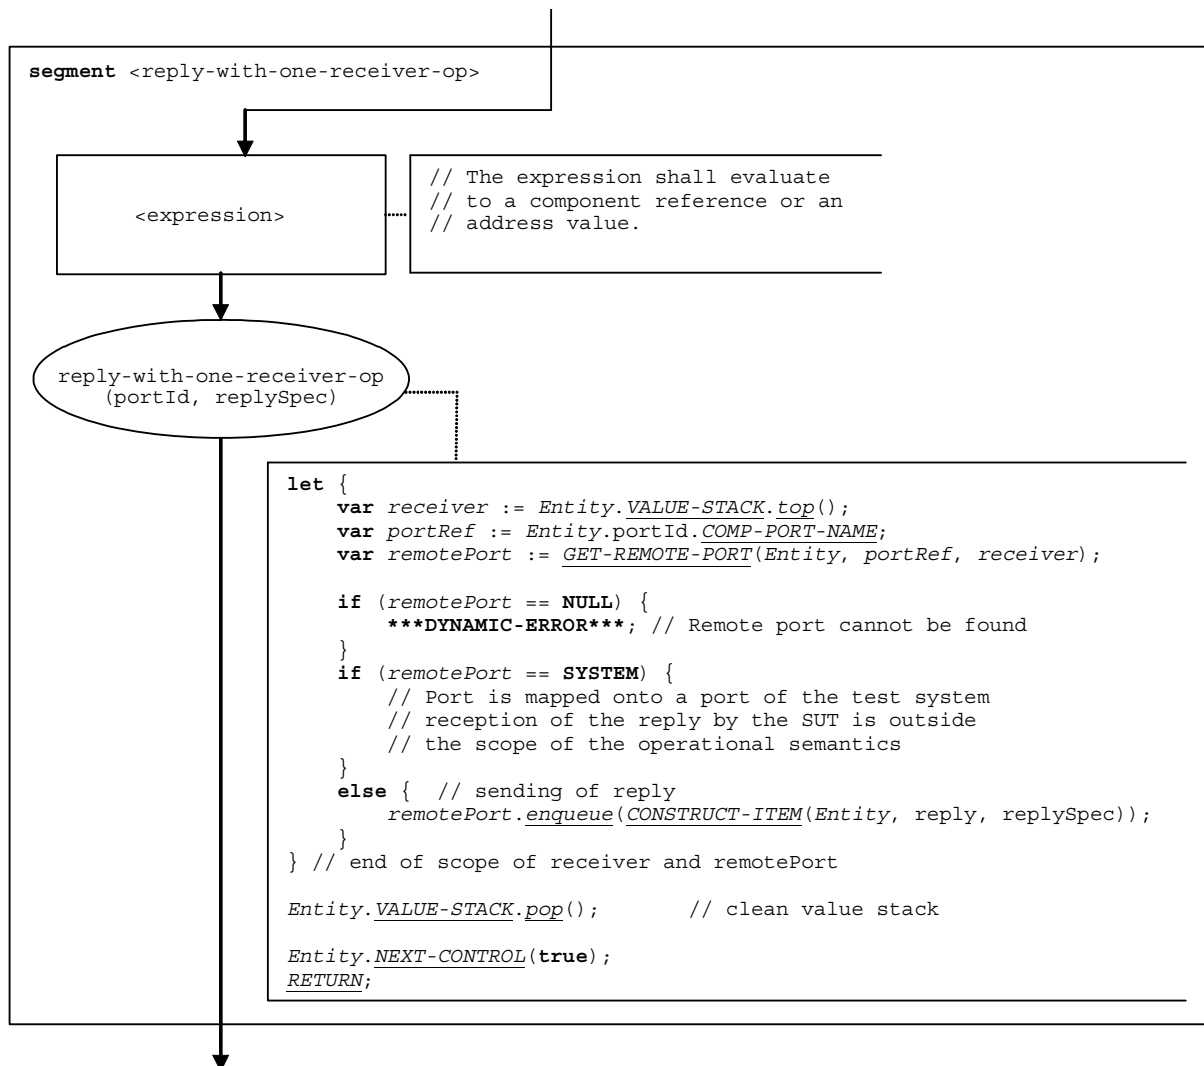 segment <reply-with-one-receiver-op>
<expression>
// The expression shall evaluate
// to a component reference or an
// address value.
reply-with-one-receiver-op
(portId, replySpec)
let {
var receiver := Entity.VALUE-STACK.top();
var portRef := Entity.portId.COMP-PORT-NAME;
var remotePort := GET-REMOTE-PORT(Entity, portRef, receiver);
if (remotePort == NULL) {
***DYNAMIC-ERROR***; // Remote port cannot be found
}
if (remotePort == SYSTEM) {
// Port is mapped onto a port of the test system
// reception of the reply by the SUT is outside
// the scope of the operational semantics
}
else { // sending of reply
remotePort.enqueue(CONSTRUCT-ITEM(Entity, reply, replySpec));
}
} // end of scope of receiver and remotePort
Entity.VALUE-STACK.pop(); // clean value stack
Entity.NEXT-CONTROL(true);
RETURN;